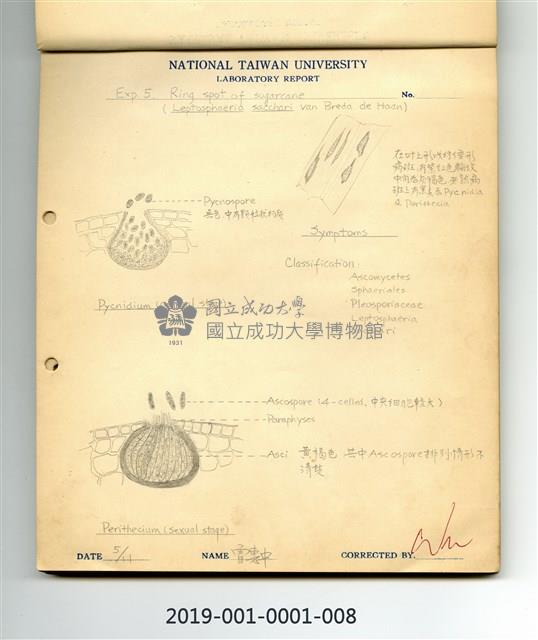 NATIONAL TAIWAN UNIVERSITY
LABORATORY REPORT
Exp 5. Ring spot of sugarcane
No.
( Leptosphaeria sacchari van Breda de Haan)
Pycnospore
Symptoms
Classification:
Ascomycetes
Sphaeriales
Pleosporiaceae
Leptosphaeria
Pycnidium
國立成功大學
國立成功大學博物館
1931
Ascospore (4-celled, 中央細胞較大)
Paraphyses
Asci 黃褐色 其中Ascospore排列情形不
清楚
Perithecium (sexual stage)
DATE 5/11
NAME
CORRECTED BY.
2019-001-0001-008